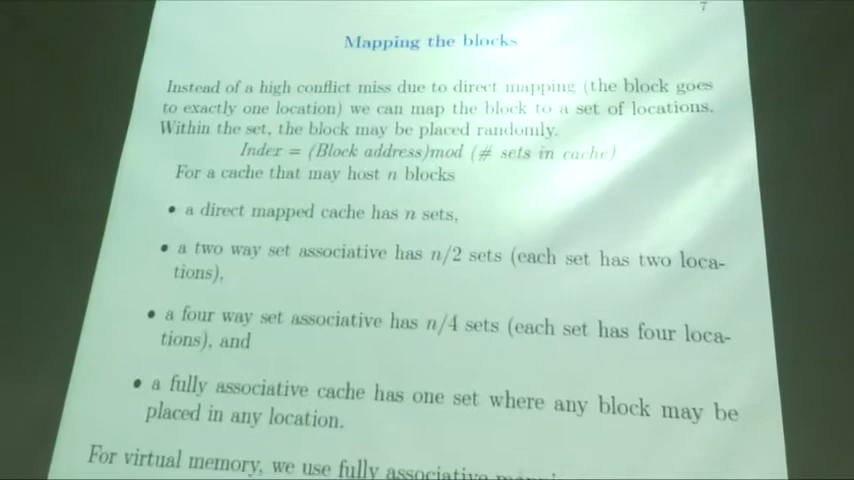 7
Mapping the blocks
Instead of a high conflict miss due to direct mapping (the block goes
to exactly one location) we can map the block to a set of locations.
Within the set, the block may be placed randomly.
Index = (Block address)mod (# sets in cache)
For a cache that may host n blocks
• a direct mapped cache has n sets,
• a two way set associative has n/2 sets (each set has two loca-
tions),
• a four way set associative has n/4 sets (each set has four loca-
tions), and
• a fully associative cache has one set where any block may be
placed in any location.
For virtual memory, we use fully associative